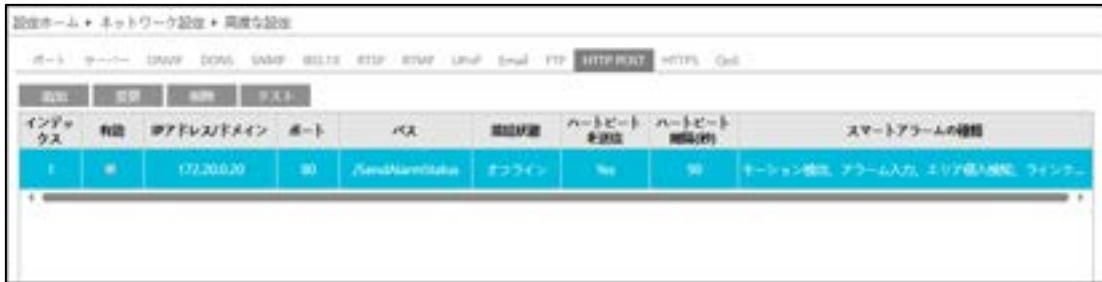 設定ホーム ▸ ネットワーク設定 ▸ 高度な設定
ポート サーバー ONVIF DDNS SNMP 802.1X RTSP RTMP UPnP Email FTP HTTP POST HTTPS QoS
追加 変更 削除 テスト
インデックス 有効 IPアドレス/ドメイン ポート パス 接続状態 ハートビートを送信 ハートビート間隔(秒) スマートアラームの種類
1 172.20.0.20 80 /SendAlarmStatus オフライン Yes 90 モーション検出, アラーム入力, エリア侵入検知, ラインク...